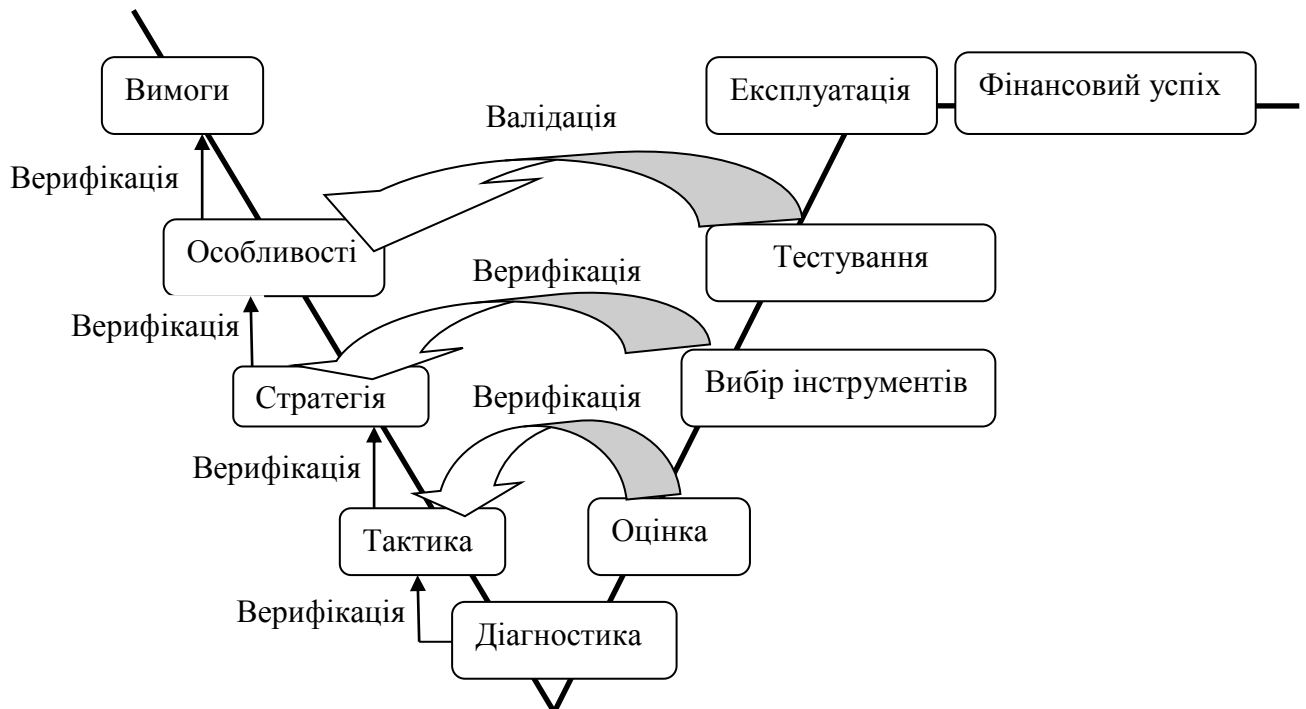 Вимоги
Експлуатація
Фінансовий успіх
Валідація
Верифікація
Особливості
Тестування
Верифікація
Верифікація
Стратегія
Вибір інструментів
Верифікація
Верифікація
Тактика
Оцінка
Верифікація
Діагностика